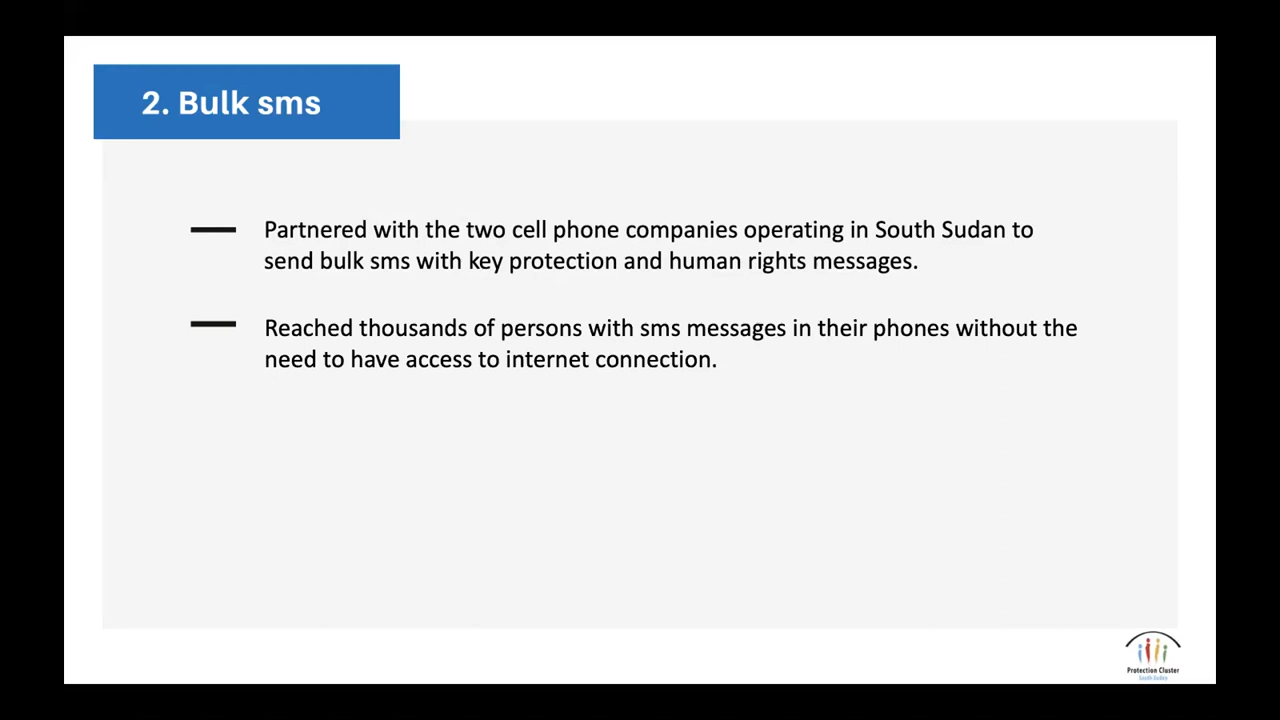 2. Bulk sms
Partnered with the two cell phone companies operating in South Sudan to
send bulk sms with key protection and human rights messages.
Reached thousands of persons with sms messages in their phones without the
need to have access to internet connection.
Protection Cluster
South Sudan